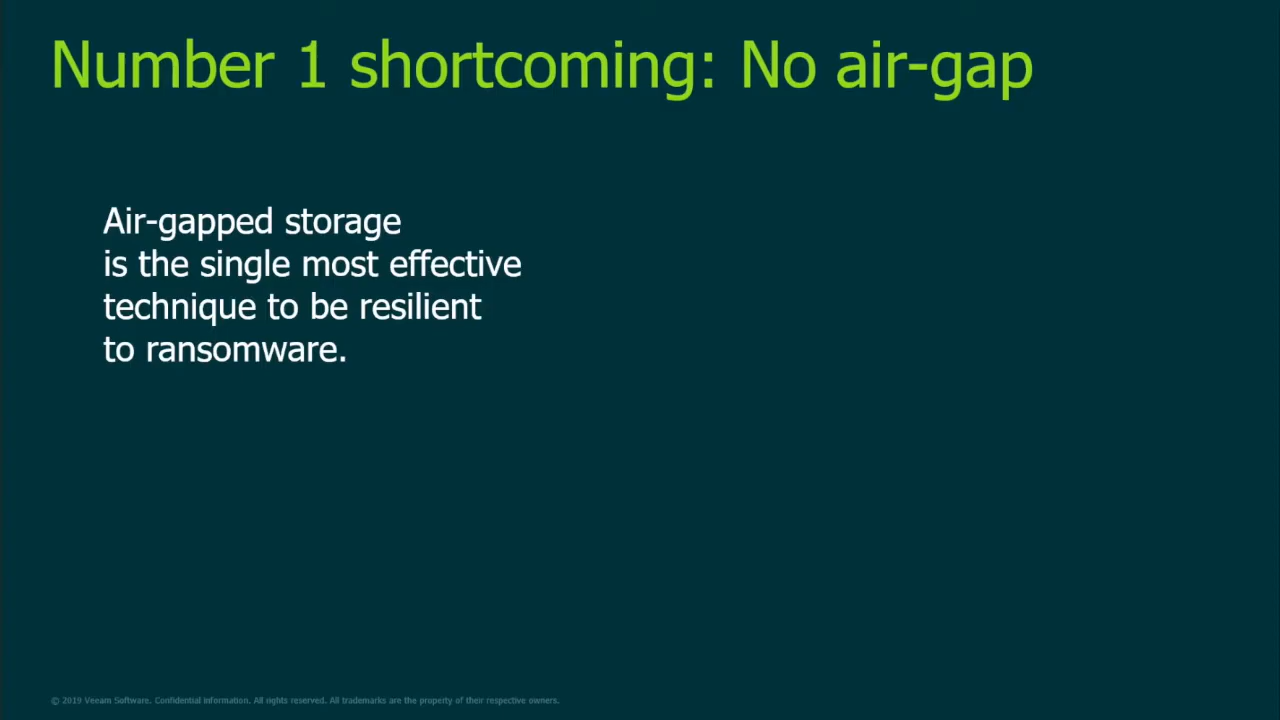 Number 1 shortcoming: No air-gap
Air-gapped storage
is the single most effective
technique to be resilient
to ransomware.
© 2019 Veeam Software. Confidential information. All rights reserved. All trademarks are the property of their respective owners.